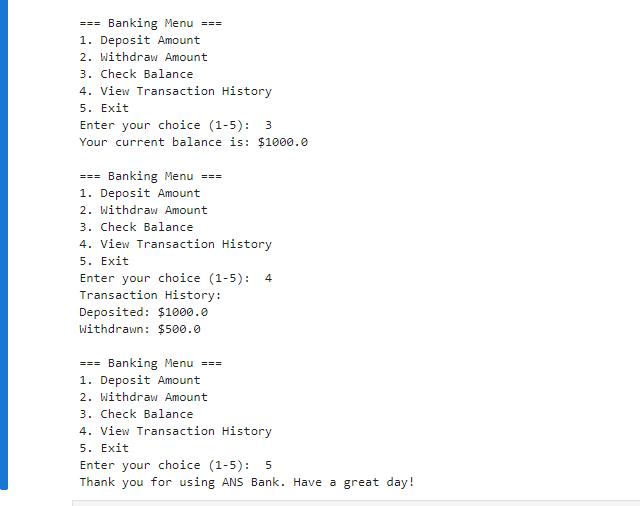 === Banking Menu ===
1. Deposit Amount
2. Withdraw Amount
3. Check Balance
4. View Transaction History
5. Exit
Enter your choice (1-5):  3
Your current balance is: $1000.0

=== Banking Menu ===
1. Deposit Amount
2. Withdraw Amount
3. Check Balance
4. View Transaction History
5. Exit
Enter your choice (1-5):  4
Transaction History:
Deposited: $1000.0
Withdrawn: $500.0

=== Banking Menu ===
1. Deposit Amount
2. Withdraw Amount
3. Check Balance
4. View Transaction History
5. Exit
Enter your choice (1-5):  5
Thank you for using ANS Bank. Have a great day!